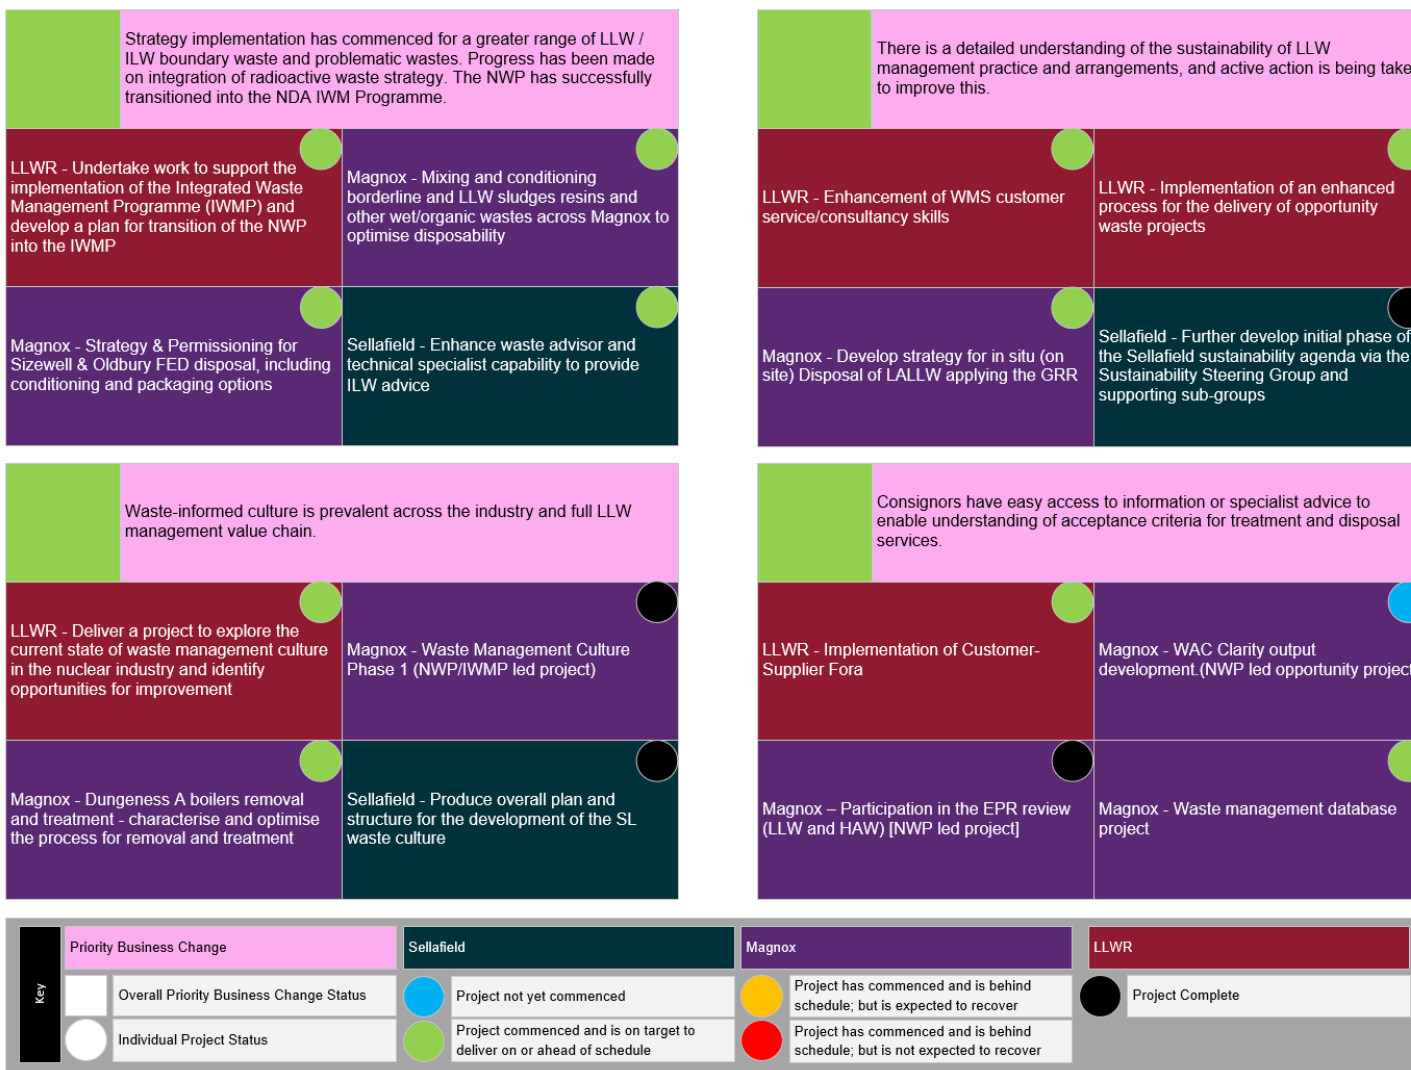 Strategy implementation has commenced for a greater range of LLW /
ILW boundary waste and problematic wastes. Progress has been made
on integration of radioactive waste strategy. The NWP has successfully
transitioned into the NDA IWM Programme.
There is a detailed understanding of the sustainability of LLW
management practice and arrangements, and active action is being take
to improve this.
LLWR - Undertake work to support the
implementation of the Integrated Waste
Management Programme (IWMP) and
develop a plan for transition of the NWP
into the IWMP
Magnox - Mixing and conditioning
borderline and LLW sludges resins and
other wet/organic wastes across Magnox to
optimise disposability
LLWR - Enhancement of WMS customer
service/consultancy skills
LLWR - Implementation of an enhanced
process for the delivery of opportunity
waste projects
Magnox - Strategy & Permissioning for
Sizewell & Oldbury FED disposal, including
conditioning and packaging options
Sellafield - Enhance waste advisor and
technical specialist capability to provide
ILW advice
Magnox - Develop strategy for in situ (on
site) Disposal of LALLW applying the GRR
Sellafield - Further develop initial phase of
the Sellafield sustainability agenda via the
Sustainability Steering Group and
supporting sub-groups
Waste-informed culture is prevalent across the industry and full LLW
management value chain.
Consignors have easy access to information or specialist advice to
enable understanding of acceptance criteria for treatment and disposal
services.
LLWR - Deliver a project to explore the
current state of waste management culture
in the nuclear industry and identify
opportunities for improvement
Magnox - Waste Management Culture
Phase 1 (NWP/IWMP led project)
LLWR - Implementation of Customer-
Supplier Fora
Magnox - WAC Clarity output
development.(NWP led opportunity project
Magnox - Dungeness A boilers removal
and treatment - characterise and optimise
the process for removal and treatment
Sellafield - Produce overall plan and
structure for the development of the SL
waste culture
Magnox – Participation in the EPR review
(LLW and HAW) [NWP led project]
Magnox - Waste management database
project
Key
Priority Business Change
Sellafield
Magnox
LLWR
Overall Priority Business Change Status
Project not yet commenced
Project has commenced and is behind
schedule; but is expected to recover
Project Complete
Individual Project Status
Project commenced and is on target to
deliver on or ahead of schedule
Project has commenced and is behind
schedule; but is not expected to recover